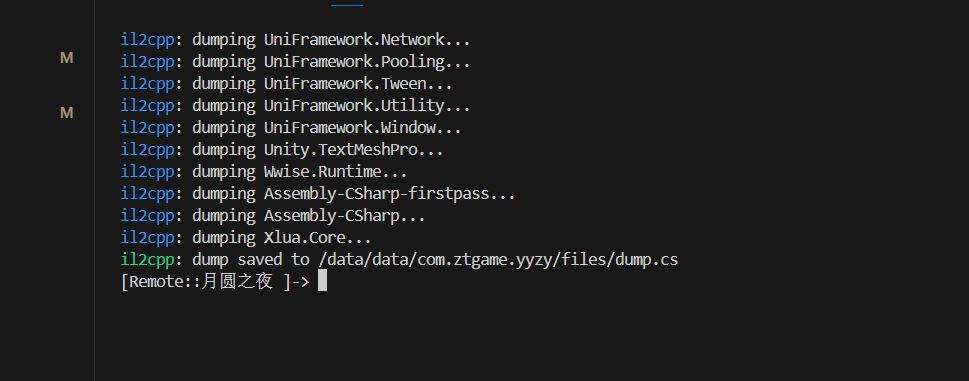 il2cpp: dumping UniFramework.Network...
il2cpp: dumping UniFramework.Pooling...
M
il2cpp: dumping UniFramework.Tween...
il2cpp: dumping UniFramework.Utility...
M
il2cpp: dumping UniFramework.Window...
il2cpp: dumping Unity.TextMeshPro...
il2cpp: dumping Wwise.Runtime...
il2cpp: dumping Assembly-CSharp-firstpass...
il2cpp: dumping Assembly-CSharp...
il2cpp: dumping Xlua.Core...
il2cpp: dump saved to /data/data/com.ztgame.yyzy/files/dump.cs
[Remote::月圆之夜 ]->